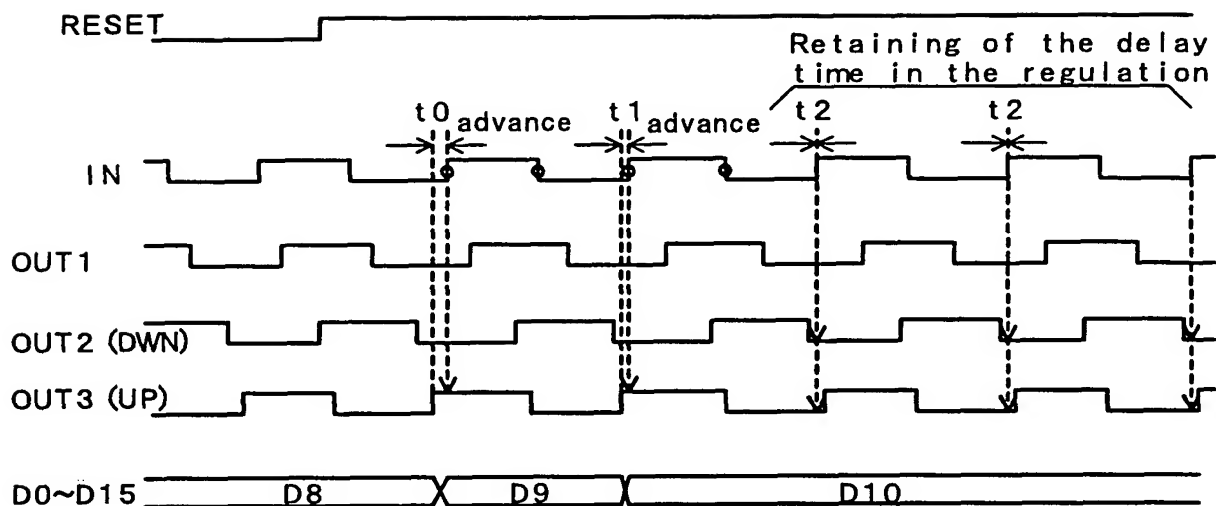 RESET
Retaining of the delay
time in the regulation
t0 advance t1 advance t2 t2
IN
OUT1
OUT2 (DWN)
OUT3 (UP)
D0~D15 D8 D9 D10